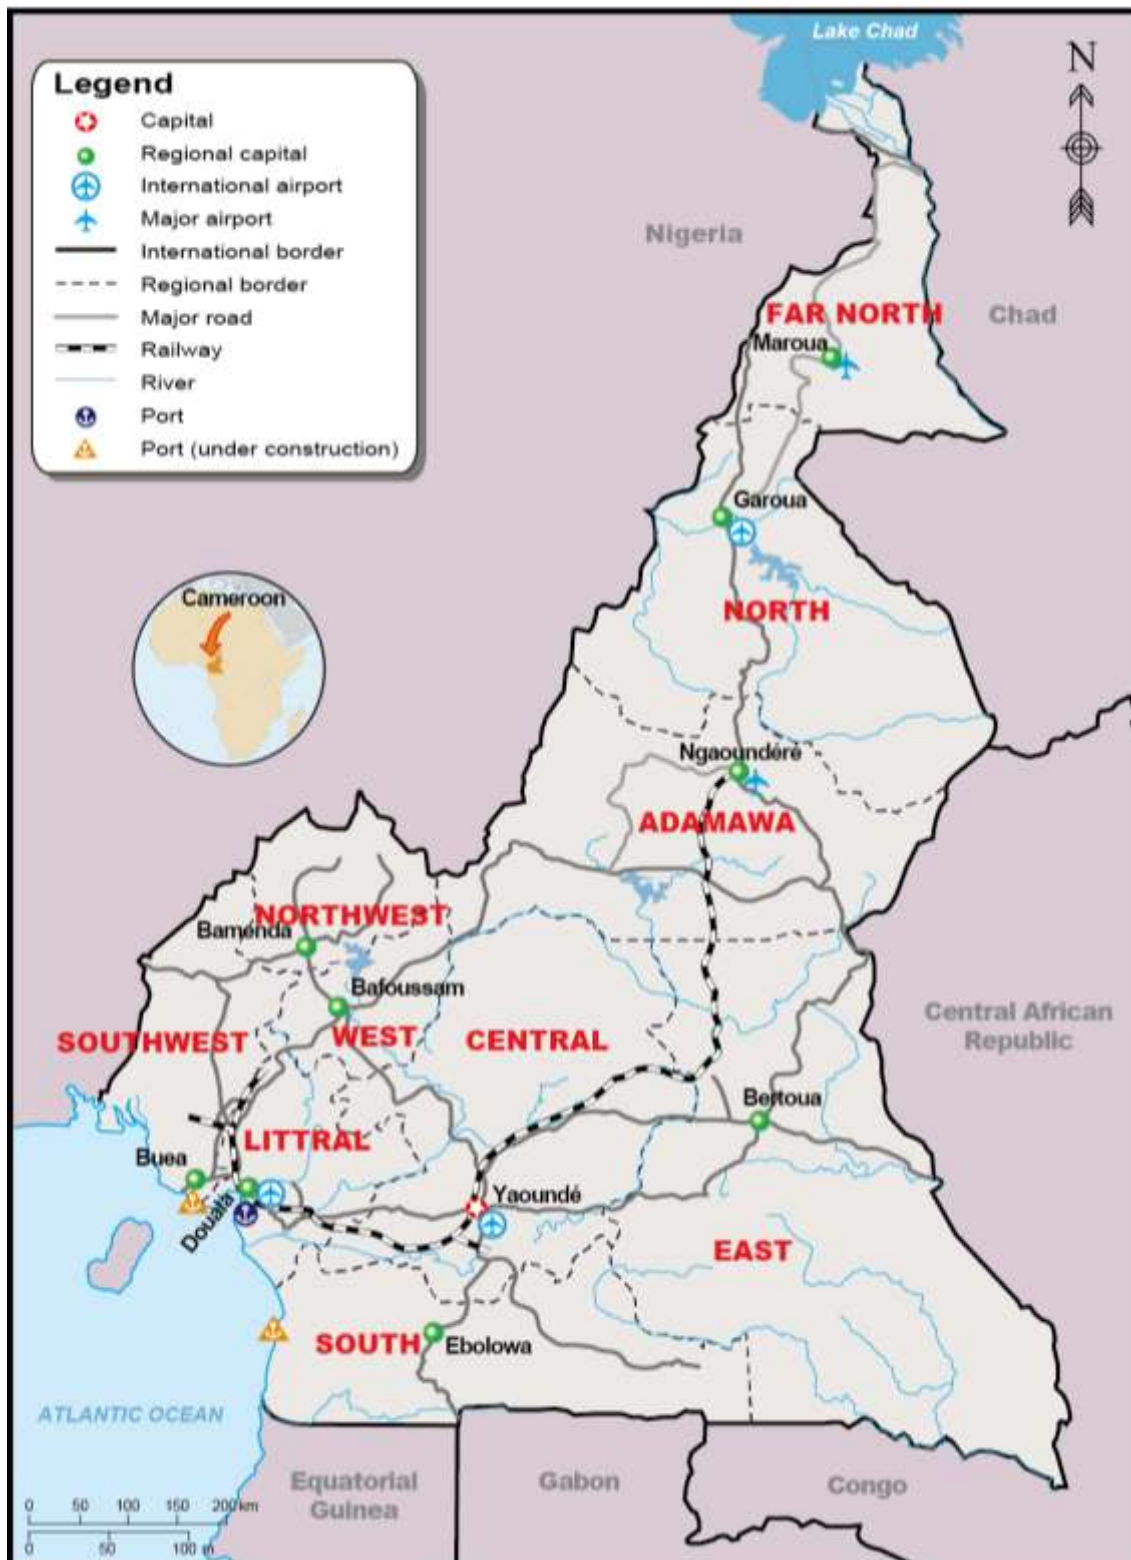 Lake Chad
N
Legend
Capital
Regional capital
International airport
Major airport
International border
Regional border
Major road
Railway
River
Port
Port (under construction)
Nigeria
Chad
FAR NORTH
Maroua
Garoua
Cameroon
NORTH
Ngaoundéré
ADAMAWA
NORTHWEST
Bamenda
Bafoussam
SOUTHWEST
WEST
CENTRAL
Central African
Republic
Bertoua
LITTRAL
Buea
Yaoundé
Douala
EAST
SOUTH
Ebolowa
ATLANTIC OCEAN
Equatorial
Guinea
Gabon
Congo
0 50 100 150 200 km
0 50 100 m